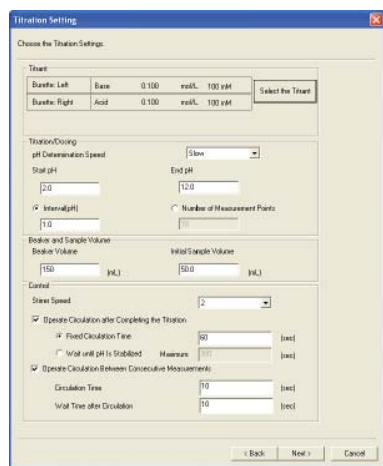 Titration Setting
Choose the Titration Settings.
Titrant
Burette: Left Base 0.100 mol/L 100 mM
Burette: Right Acid 0.100 mol/L 100 mM
Select the Titrant
Titration/Dosing
pH Determination Speed Slow
Start pH End pH
2.0 12.0
Interval(pH) Number of Measurement Points
1.0
Beaker and Sample Volume
Beaker Volume Initial Sample Volume
150 (mL) 50.0 (mL)
Control
Stirrer Speed 2
Operate Circulation after Completing the Titration
Fixed Circulation Time 60 (sec)
Wait until pH Is Stabilized Maximum (sec)
Operate Circulation Between Consecutive Measurements
Circulation Time 10 (sec)
Wait Time after Circulation 10 (sec)
< Back Next > Cancel